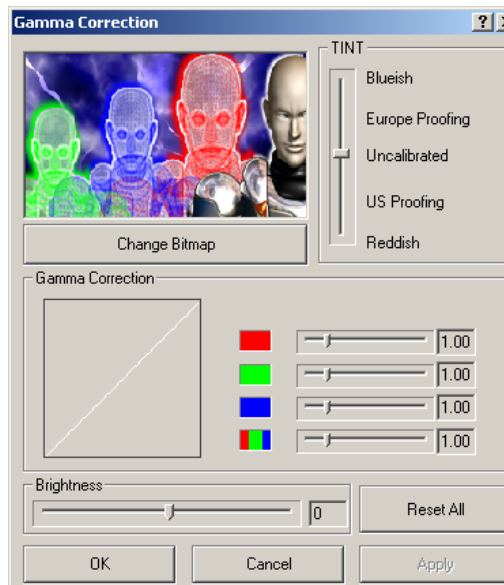 Gamma Correction
TINT
Blueish
Europe Proofing
Uncalibrated
US Proofing
Reddish
Change Bitmap
Gamma Correction
1.00
1.00
1.00
1.00
Brightness
0
Reset All
OK
Cancel
Apply